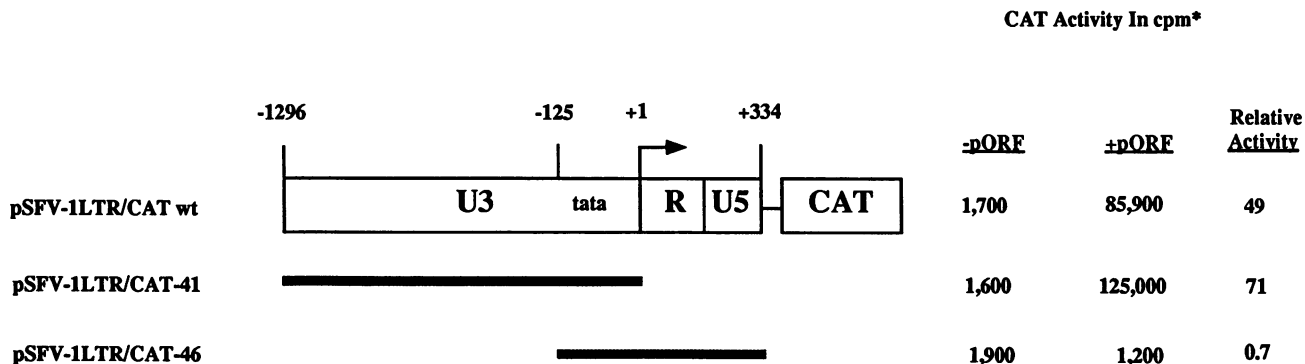 CAT Activity In cpm*
-1296 -125 +1 +334
-pORF +pORF Relative Activity
pSFV-1LTR/CAT wt U3 tata R U5 CAT 1,700 85,900 49
pSFV-1LTR/CAT-41 1,600 125,000 71
pSFV-1LTR/CAT-46 1,900 1,200 0.7